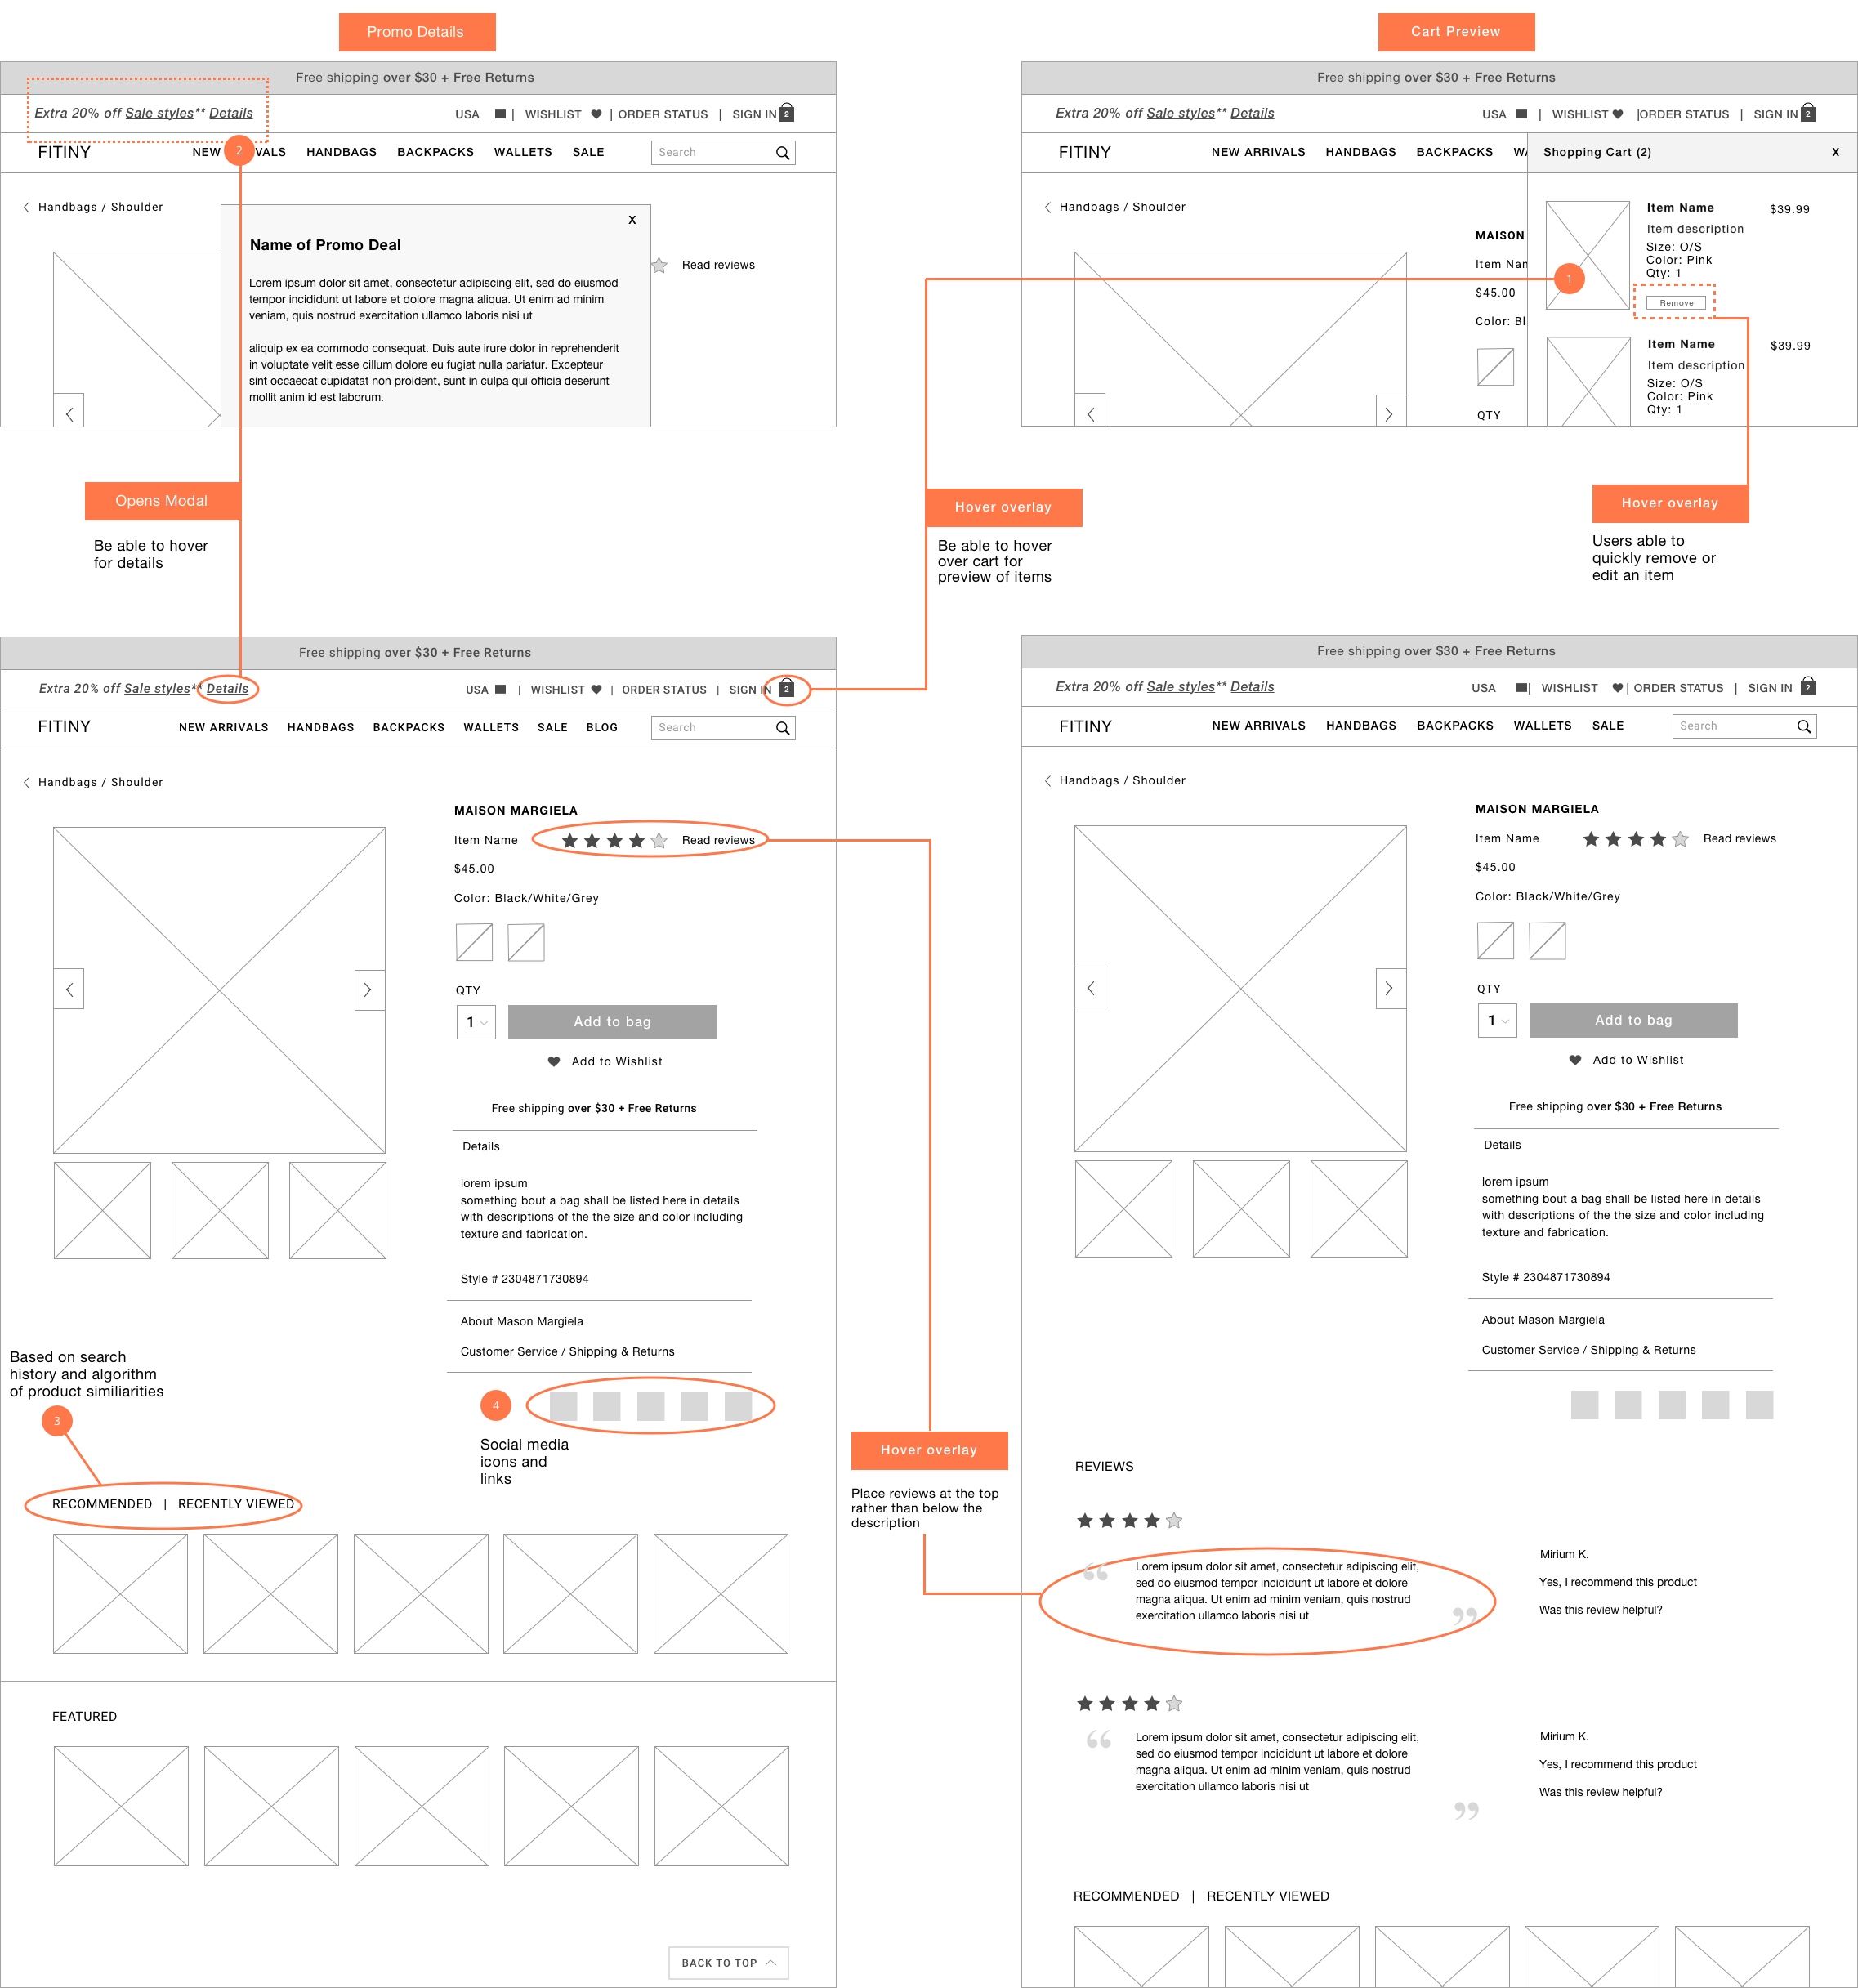 Promo Details
Free shipping over $30 + Free Returns
Extra 20% off Sale styles** Details
USA | WISHLIST | ORDER STATUS | SIGN IN 2
FITINY
NEW 2 VALS HANDBAGS BACKPACKS WALLETS SALE
Search
Handbags / Shoulder
X
Name of Promo Deal
Lorem ipsum dolor sit amet, consectetur adipiscing elit, sed do eiusmod
tempor incididunt ut labore et dolore magna aliqua. Ut enim ad minim
veniam, quis nostrud exercitation ullamco laboris nisi ut
aliquip ex ea commodo consequat. Duis aute irure dolor in reprehenderit
in voluptate velit esse cillum dolore eu fugiat nulla pariatur. Excepteur
sint occaecat cupidatat non proident, sunt in culpa qui officia deserunt
mollit anim id est laborum.
Read reviews
Opens Modal
Be able to hover
for details
Cart Preview
Free shipping over $30 + Free Returns
Extra 20% off Sale styles** Details
USA | WISHLIST |ORDER STATUS | SIGN IN 2
FITINY
NEW ARRIVALS HANDBAGS BACKPACKS WA
Shopping Cart (2) X
Handbags / Shoulder
MAISON
Item Nan
$45.00
Color: Bl
QTY
1
Item Name $39.99
Item description
Size: O/S
Color: Pink
Qty: 1
Remove
Item Name $39.99
Item description
Size: O/S
Color: Pink
Qty: 1
Hover overlay
Be able to hover
over cart for
preview of items
Hover overlay
Users able to
quickly remove or
edit an item
Free shipping over $30 + Free Returns
Extra 20% off Sale styles** Details
USA | WISHLIST | ORDER STATUS | SIGN IN 2
FITINY
NEW ARRIVALS HANDBAGS BACKPACKS WALLETS SALE BLOG
Search
Handbags / Shoulder
MAISON MARGIELA
Item Name Read reviews
$45.00
Color: Black/White/Grey
QTY
1 Add to bag
Add to Wishlist
Free shipping over $30 + Free Returns
Details
lorem ipsum
something bout a bag shall be listed here in details
with descriptions of the the size and color including
texture and fabrication.
Style # 2304871730894
About Mason Margiela
Customer Service / Shipping & Returns
Based on search
history and algorithm
of product similiarities
3
4
Social media
icons and
links
RECOMMENDED | RECENTLY VIEWED
FEATURED
BACK TO TOP
Hover overlay
Place reviews at the top
rather than below the
description
Free shipping over $30 + Free Returns
Extra 20% off Sale styles** Details
USA | WISHLIST | ORDER STATUS | SIGN IN 2
FITINY
NEW ARRIVALS HANDBAGS BACKPACKS WALLETS SALE
Search
Handbags / Shoulder
MAISON MARGIELA
Item Name Read reviews
$45.00
Color: Black/White/Grey
QTY
1 Add to bag
Add to Wishlist
Free shipping over $30 + Free Returns
Details
lorem ipsum
something bout a bag shall be listed here in details
with descriptions of the the size and color including
texture and fabrication.
Style # 2304871730894
About Mason Margiela
Customer Service / Shipping & Returns
REVIEWS
“ Lorem ipsum dolor sit amet, consectetur adipiscing elit,
sed do eiusmod tempor incididunt ut labore et dolore
magna aliqua. Ut enim ad minim veniam, quis nostrud
exercitation ullamco laboris nisi ut ”
Mirium K.
Yes, I recommend this product
Was this review helpful?
“ Lorem ipsum dolor sit amet, consectetur adipiscing elit,
sed do eiusmod tempor incididunt ut labore et dolore
magna aliqua. Ut enim ad minim veniam, quis nostrud
exercitation ullamco laboris nisi ut ”
Mirium K.
Yes, I recommend this product
Was this review helpful?
RECOMMENDED | RECENTLY VIEWED